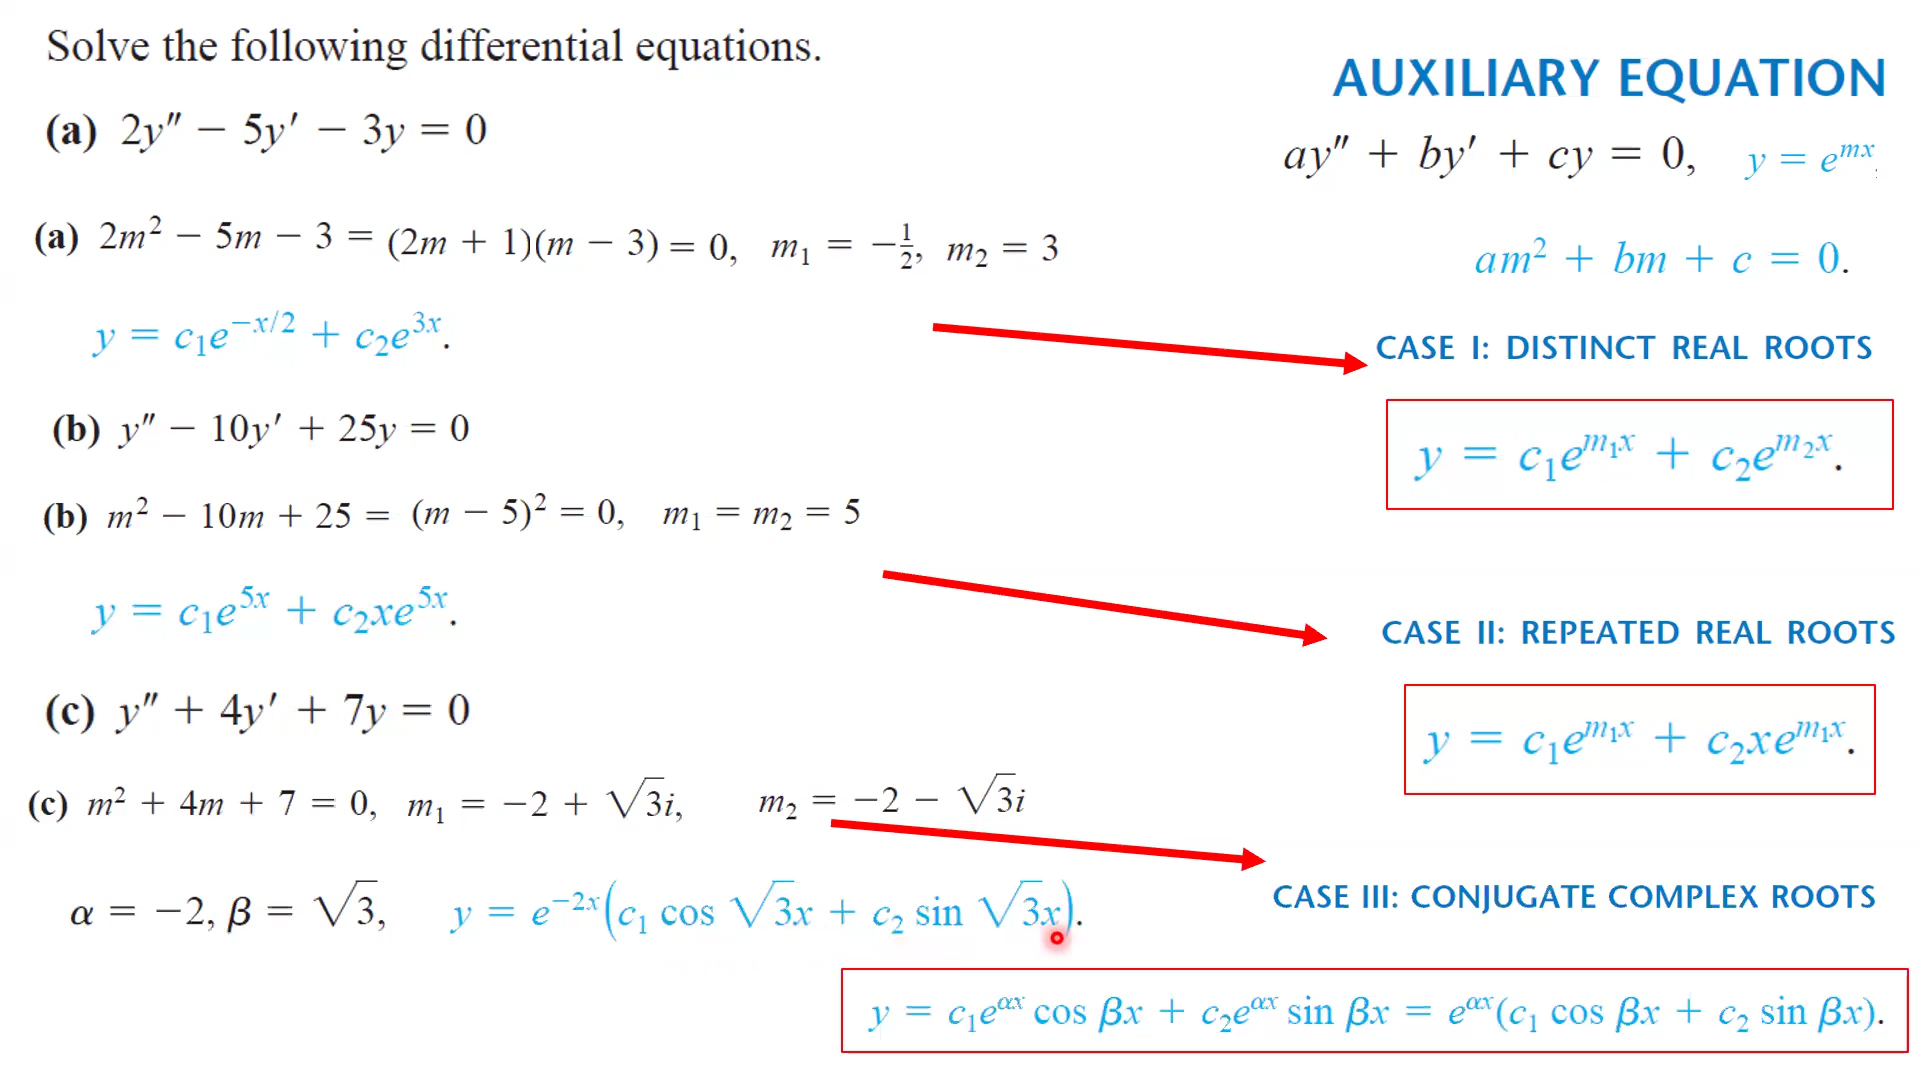 Solve the following differential equations.
AUXILIARY EQUATION
(a) 2y″ − 5y′ − 3y = 0
ay″ + by′ + cy = 0, y = e^{mx},
(a) 2m² − 5m − 3 = (2m + 1)(m − 3) = 0, m₁ = −½, m₂ = 3
am² + bm + c = 0.
y = c₁e^{−x/2} + c₂e^{3x}.
CASE I: DISTINCT REAL ROOTS
(b) y″ − 10y′ + 25y = 0
y = c₁e^{m₁x} + c₂e^{m₂x}.
(b) m² − 10m + 25 = (m − 5)² = 0, m₁ = m₂ = 5
y = c₁e^{5x} + c₂xe^{5x}.
CASE II: REPEATED REAL ROOTS
(c) y″ + 4y′ + 7y = 0
y = c₁e^{m₁x} + c₂xe^{m₁x}.
(c) m² + 4m + 7 = 0, m₁ = −2 + √3i, m₂ = −2 − √3i
CASE III: CONJUGATE COMPLEX ROOTS
α = −2, β = √3, y = e^{−2x}(c₁ cos √3x + c₂ sin √3x).
y = c₁e^{αx} cos βx + c₂e^{αx} sin βx = e^{αx}(c₁ cos βx + c₂ sin βx).